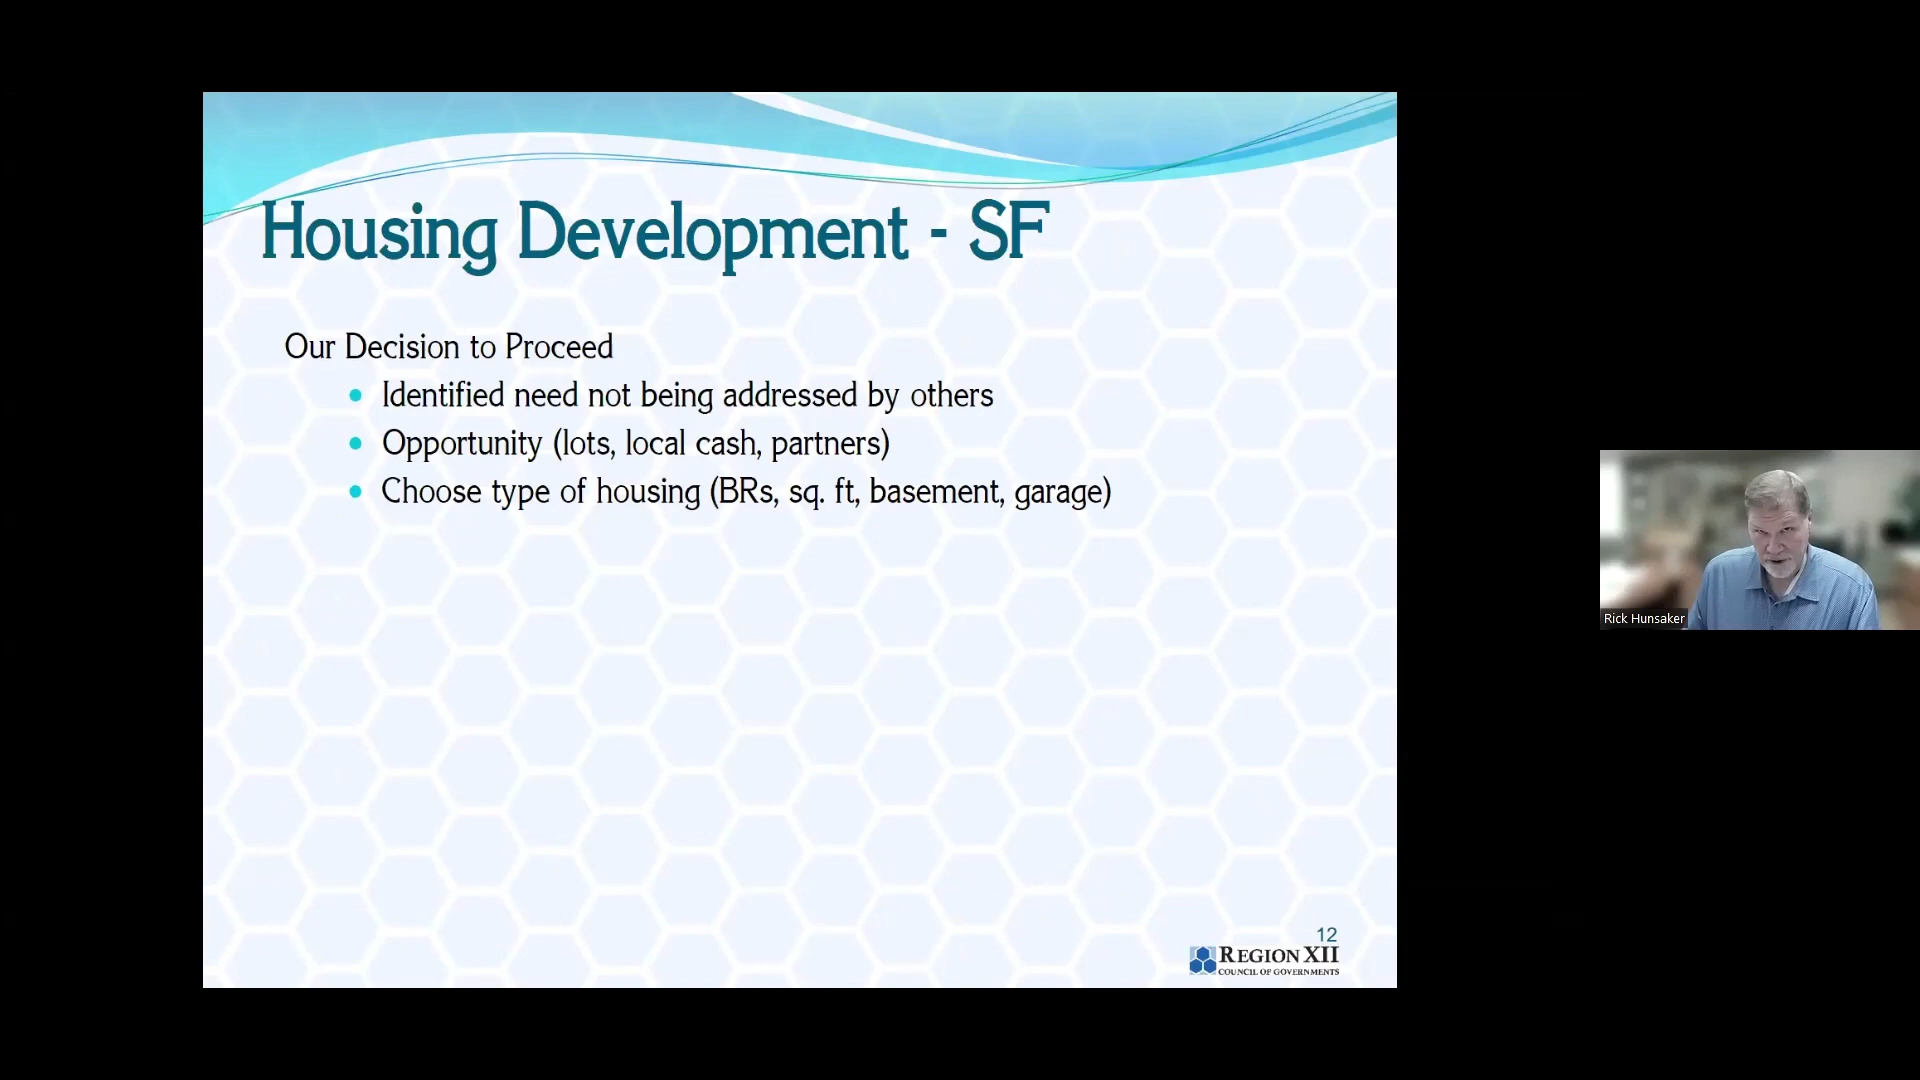 Housing Development - SF
Our Decision to Proceed
• Identified need not being addressed by others
• Opportunity (lots, local cash, partners)
• Choose type of housing (BRs, sq. ft, basement, garage)
12
REGION XII
COUNCIL OF GOVERNMENTS
Rick Hunsaker